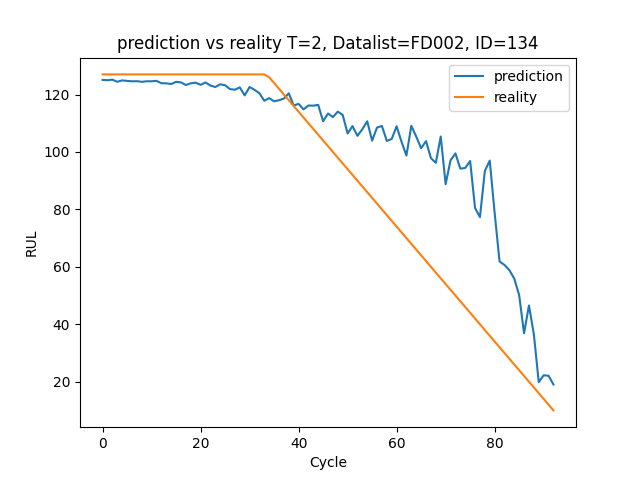 prediction vs reality T=2, Datalist=FD002, ID=134
prediction
reality
120
100
80
60
40
20
RUL
0 20 40 60 80
Cycle